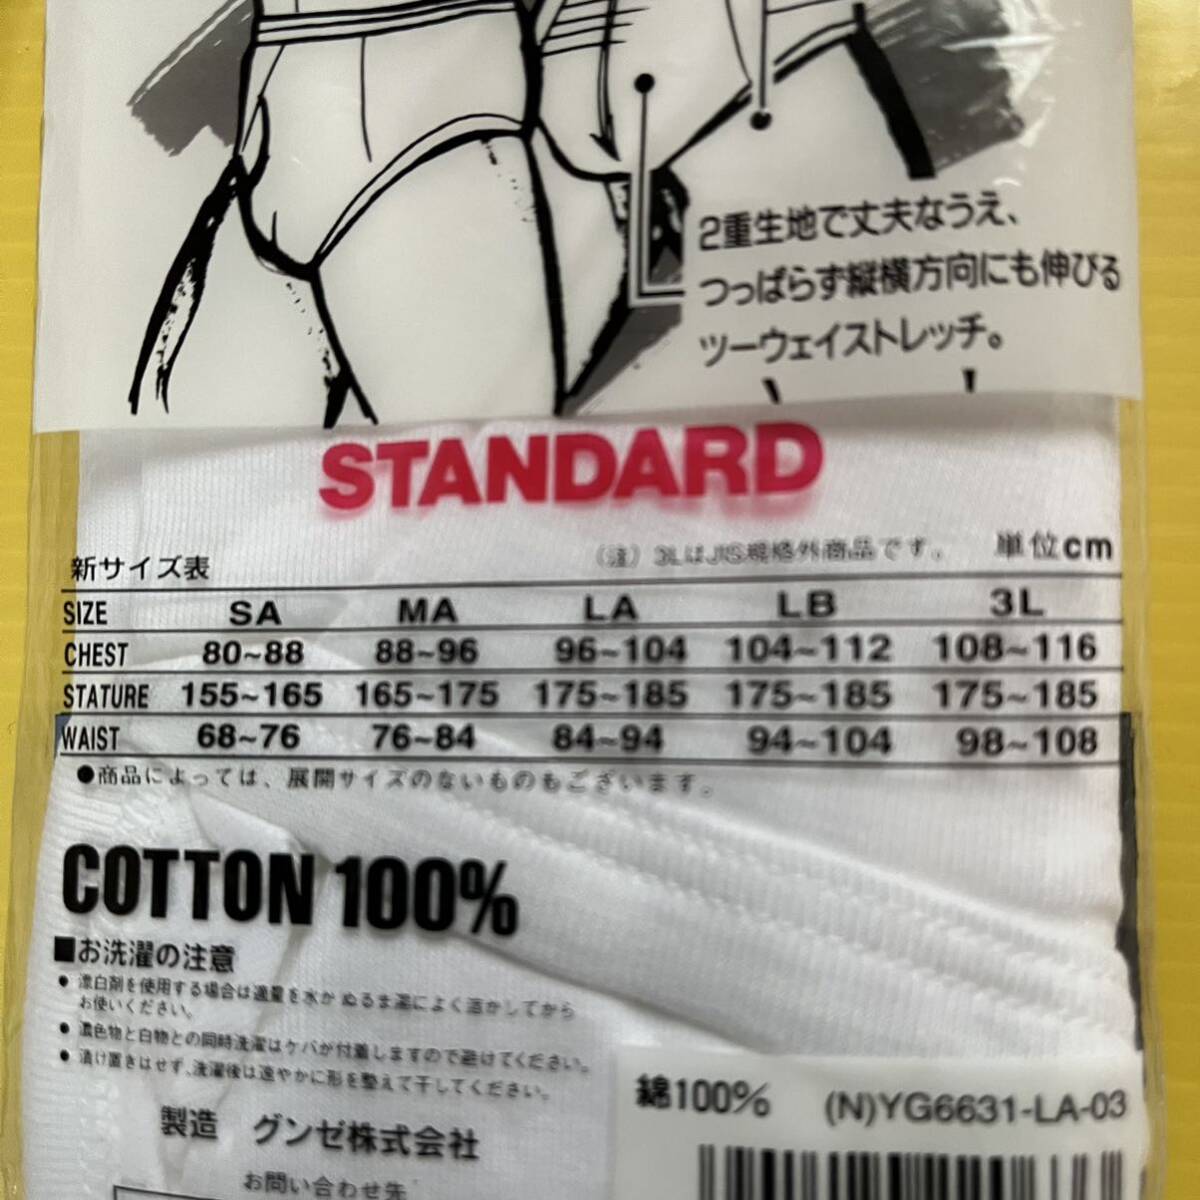 2重生地で丈夫なうえ、
つっぱらず縦横方向にも伸びる
ツーウェイストレッチ。
STANDARD
新サイズ表 （注）3LはJIS規格外商品です。 単位cm
SIZE SA MA LA LB 3L
CHEST 80~88 88~96 96~104 104~112 108~116
STATURE 155~165 165~175 175~185 175~185 175~185
WAIST 68~76 76~84 84~94 94~104 98~108
●商品によっては、展開サイズのないものもございます。
COTTON 100%
■お洗濯の注意
● 漂白剤を使用する場合は適量を水か ぬるま湯によく溶かしてから
お使いください。
● 濃色物と白物との同時洗濯はケバが付着しますので避けてください。
● 漬け置きはせず、洗濯後は速やかに形を整えて干してください。
綿100% (N)YG6631-LA-03
製造 グンゼ株式会社
お問い合わせ先